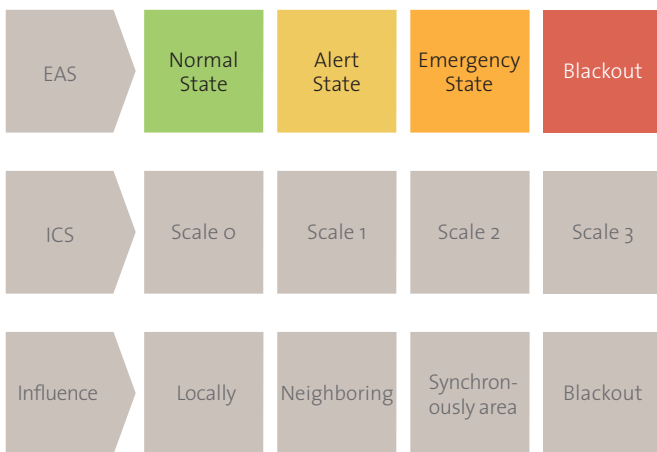 EAS
Normal
State
Alert
State
Emergency
State
Blackout
ICS
Scale 0
Scale 1
Scale 2
Scale 3
Influence
Locally
Neighboring
Synchron-
ously area
Blackout